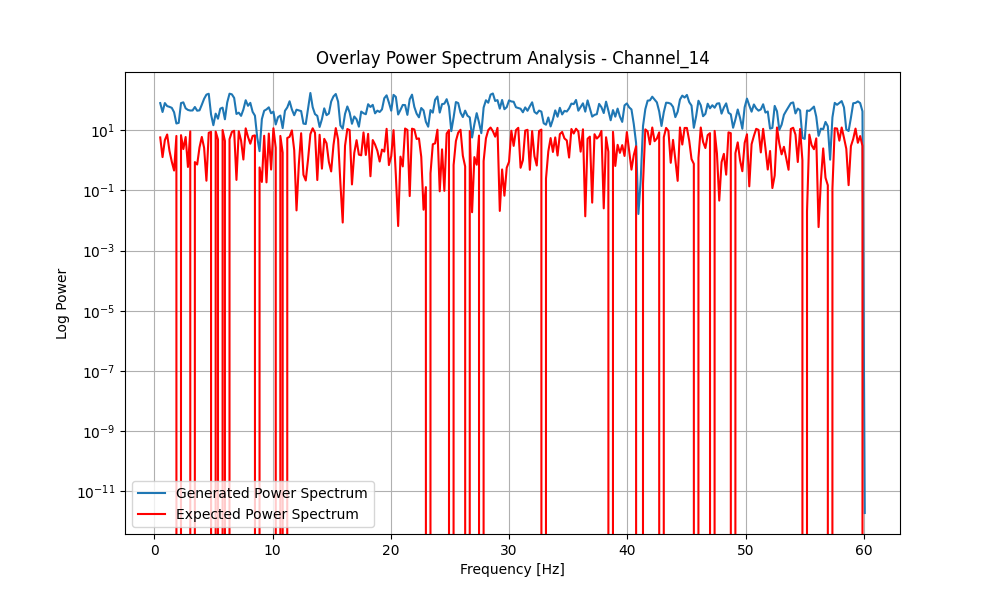 Overlay Power Spectrum Analysis - Channel_14
Log Power
10¹
10⁻¹
10⁻³
10⁻⁵
10⁻⁷
10⁻⁹
10⁻¹¹
Generated Power Spectrum
Expected Power Spectrum
0 10 20 30 40 50 60
Frequency [Hz]